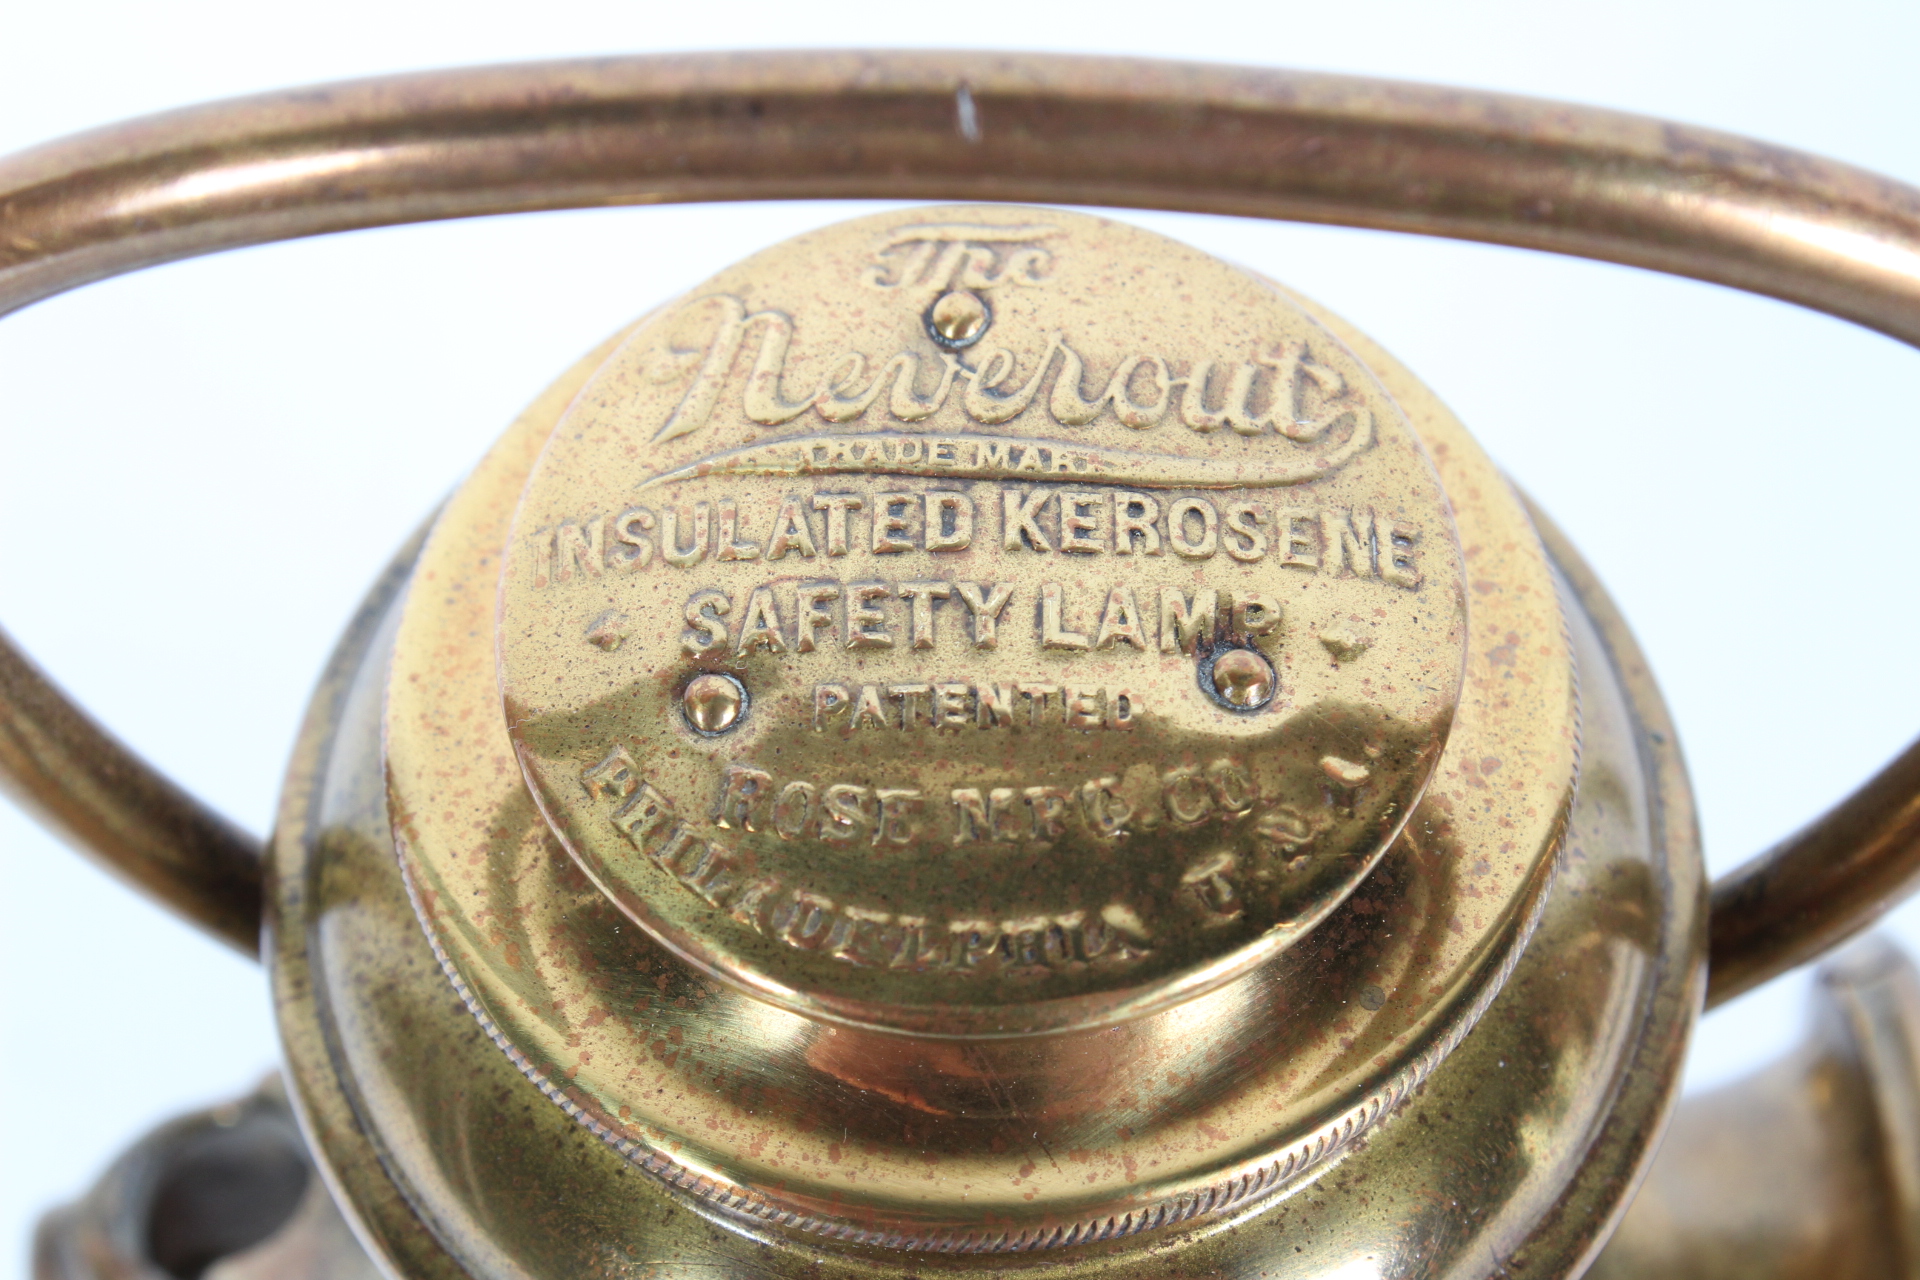 The
Neverout
TRADE MARK
INSULATED KEROSENE
SAFETY LAMP
PATENTED
ROSE MFG. CO.
PHILADELPHIA U.S.A.